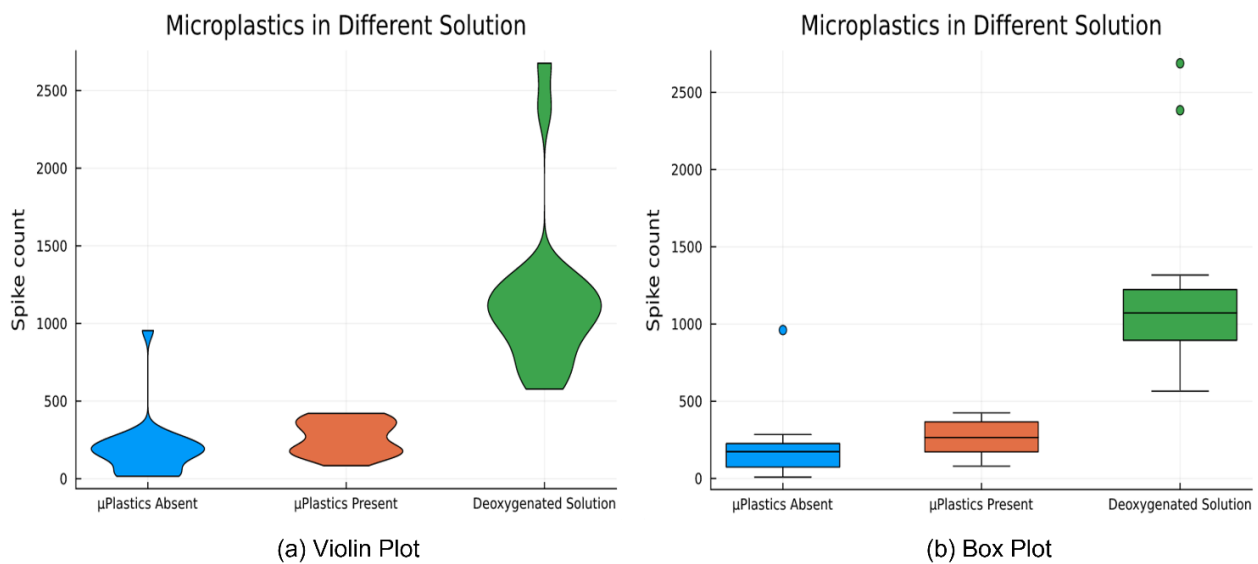 Microplastics in Different Solution
Spike count
2500
2000
1500
1000
500
0
μPlastics Absent
μPlastics Present
Deoxygenated Solution
(a) Violin Plot
Microplastics in Different Solution
Spike count
2500
2000
1500
1000
500
0
μPlastics Absent
μPlastics Present
Deoxygenated Solution
(b) Box Plot